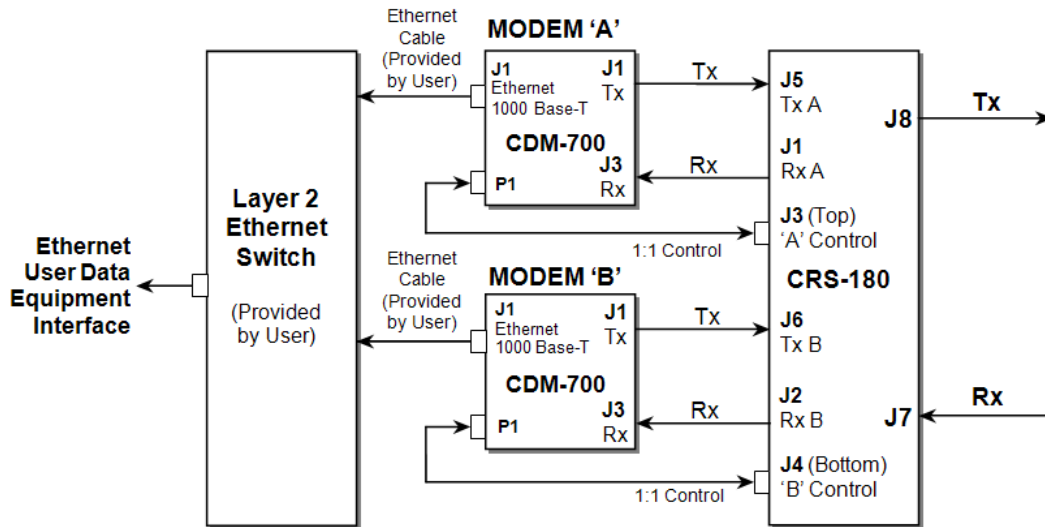 Ethernet
User Data
Equipment
Interface
Layer 2
Ethernet
Switch
(Provided
by User)
Ethernet
Cable
(Provided
by User)
MODEM ‘A’
J1
Ethernet
1000 Base-T
J1
Tx
CDM-700
P1
J3
Rx
Tx
Rx
1:1 Control
Ethernet
Cable
(Provided
by User)
MODEM ‘B’
J1
Ethernet
1000 Base-T
J1
Tx
CDM-700
P1
J3
Rx
Tx
Rx
1:1 Control
J5
Tx A
J1
Rx A
J3 (Top)
‘A’ Control
CRS-180
J6
Tx B
J2
Rx B
J4 (Bottom)
‘B’ Control
J8
Tx
J7
Rx